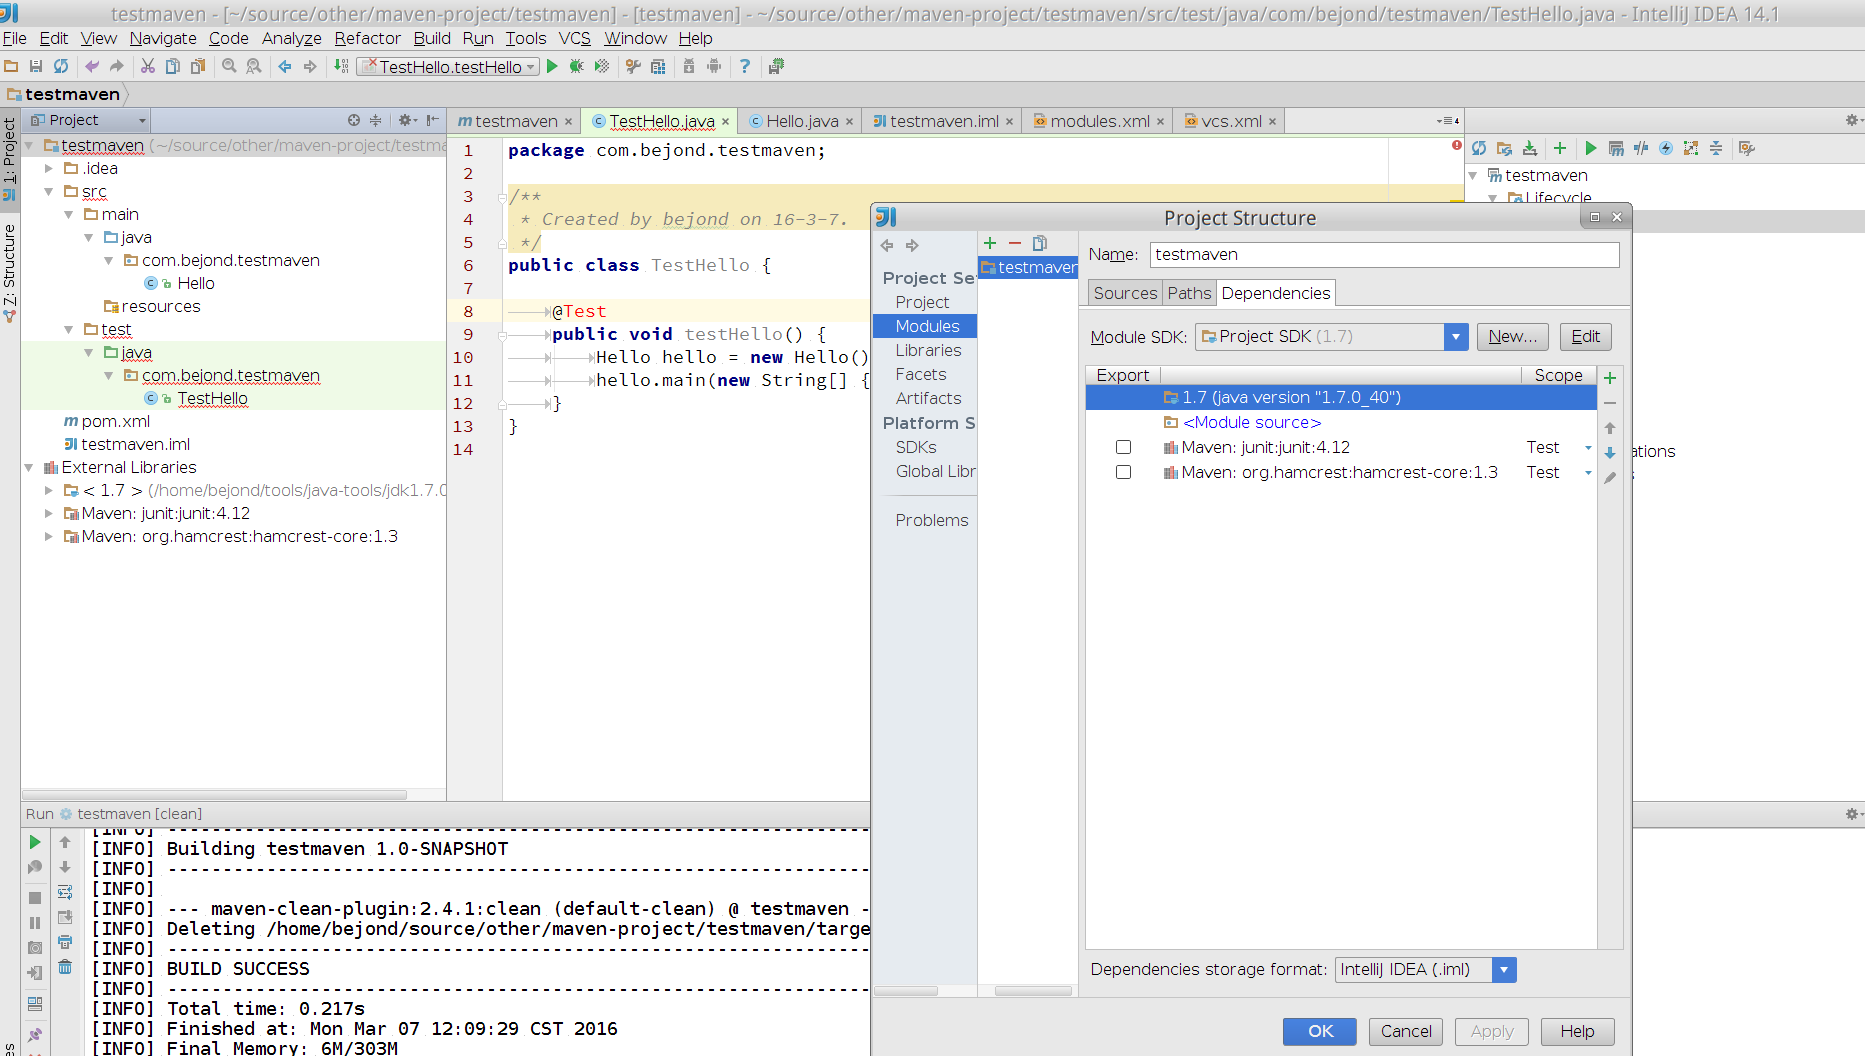 testmaven - [~/source/other/maven-project/testmaven] - [testmaven] - ~/source/other/maven-project/testmaven/src/test/java/com/bejond/testmaven/TestHello.java - IntelliJ IDEA 14.1
File Edit View Navigate Code Analyze Refactor Build Run Tools VCS Window Help
TestHello.testHello
testmaven
1: Project
Z: Structure
Project
testmaven (~/source/other/maven-project/testma
.idea
src
main
java
com.bejond.testmaven
Hello
resources
test
java
com.bejond.testmaven
TestHello
pom.xml
testmaven.iml
External Libraries
< 1.7 > (/home/bejond/tools/java-tools/jdk1.7.0
Maven: junit:junit:4.12
Maven: org.hamcrest:hamcrest-core:1.3
testmaven TestHello.java Hello.java testmaven.iml modules.xml vcs.xml
4
1 package com.bejond.testmaven;
2
3 /**
4 * Created by bejond on 16-3-7.
5 */
6 public class TestHello {
7
8 @Test
9 public void testHello() {
10 Hello hello = new Hello()
11 hello.main(new String[] {
12 }
13 }
14
testmaven
Lifecycle
ations
Project Structure
Project Se
Project
Modules
Libraries
Facets
Artifacts
Platform S
SDKs
Global Libr
Problems
testmaven
Name: testmaven
Sources Paths Dependencies
Module SDK: Project SDK (1.7) New... Edit
Export Scope
1.7 (java version "1.7.0_40")
<Module source>
Maven: junit:junit:4.12 Test
Maven: org.hamcrest:hamcrest-core:1.3 Test
Dependencies storage format: IntelliJ IDEA (.iml)
OK Cancel Apply Help
Run testmaven [clean]
[INFO] ----------------------------------------------------------------
[INFO] Building testmaven 1.0-SNAPSHOT
[INFO] ----------------------------------------------------------------
[INFO]
[INFO] --- maven-clean-plugin:2.4.1:clean (default-clean) @ testmaven -
[INFO] Deleting /home/bejond/source/other/maven-project/testmaven/targe
[INFO] ----------------------------------------------------------------
[INFO] BUILD SUCCESS
[INFO] ----------------------------------------------------------------
[INFO] Total time: 0.217s
[INFO] Finished at: Mon Mar 07 12:09:29 CST 2016
[INFO] Final Memory: 6M/303M